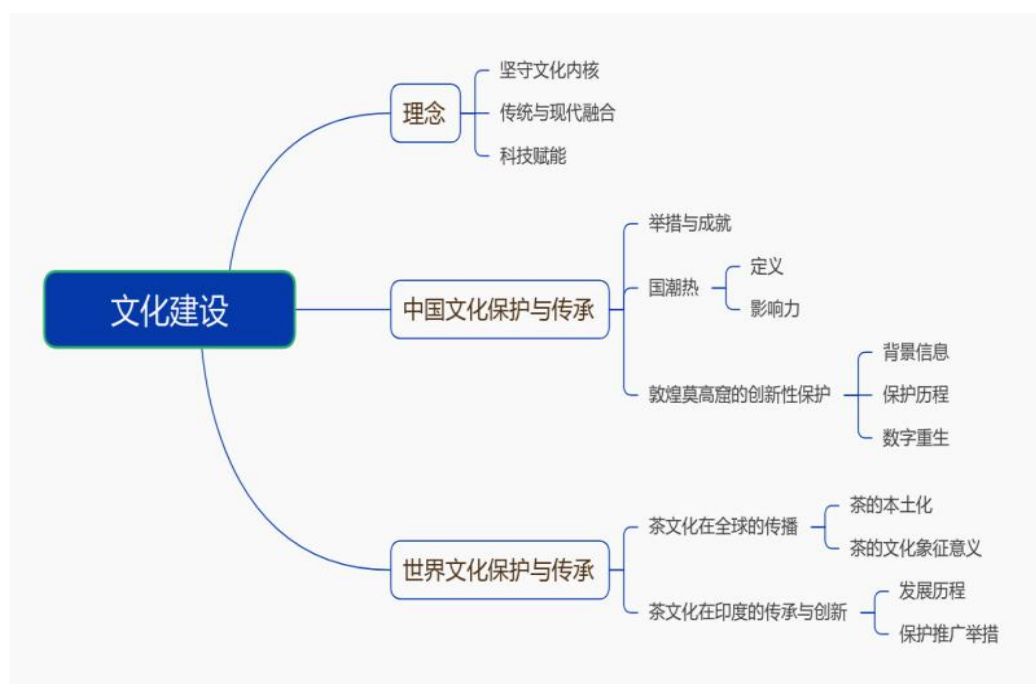 文化建设
理念
坚守文化内核
传统与现代融合
科技赋能
中国文化保护与传承
举措与成就
国潮热
定义
影响力
敦煌莫高窟的创新性保护
背景信息
保护历程
数字重生
世界文化保护与传承
茶文化在全球的传播
茶的本土化
茶的文化象征意义
茶文化在印度的传承与创新
发展历程
保护推广举措